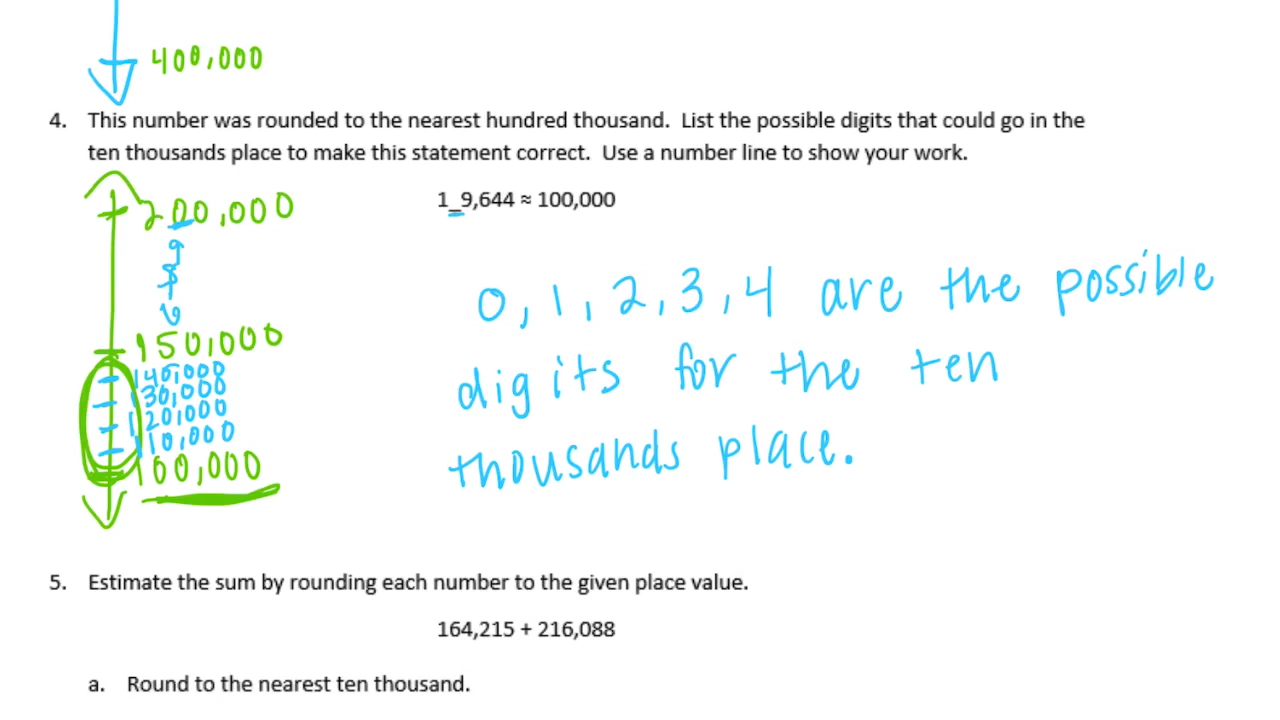 400,000
4. This number was rounded to the nearest hundred thousand. List the possible digits that could go in the
ten thousands place to make this statement correct. Use a number line to show your work.
1_9,644 ≈ 100,000
200,000
9
8
7
6
150,000
140,000
130,000
120,000
110,000
100,000
0, 1, 2, 3, 4 are the possible
digits for the ten
thousands place.
5. Estimate the sum by rounding each number to the given place value.
164,215 + 216,088
a. Round to the nearest ten thousand.